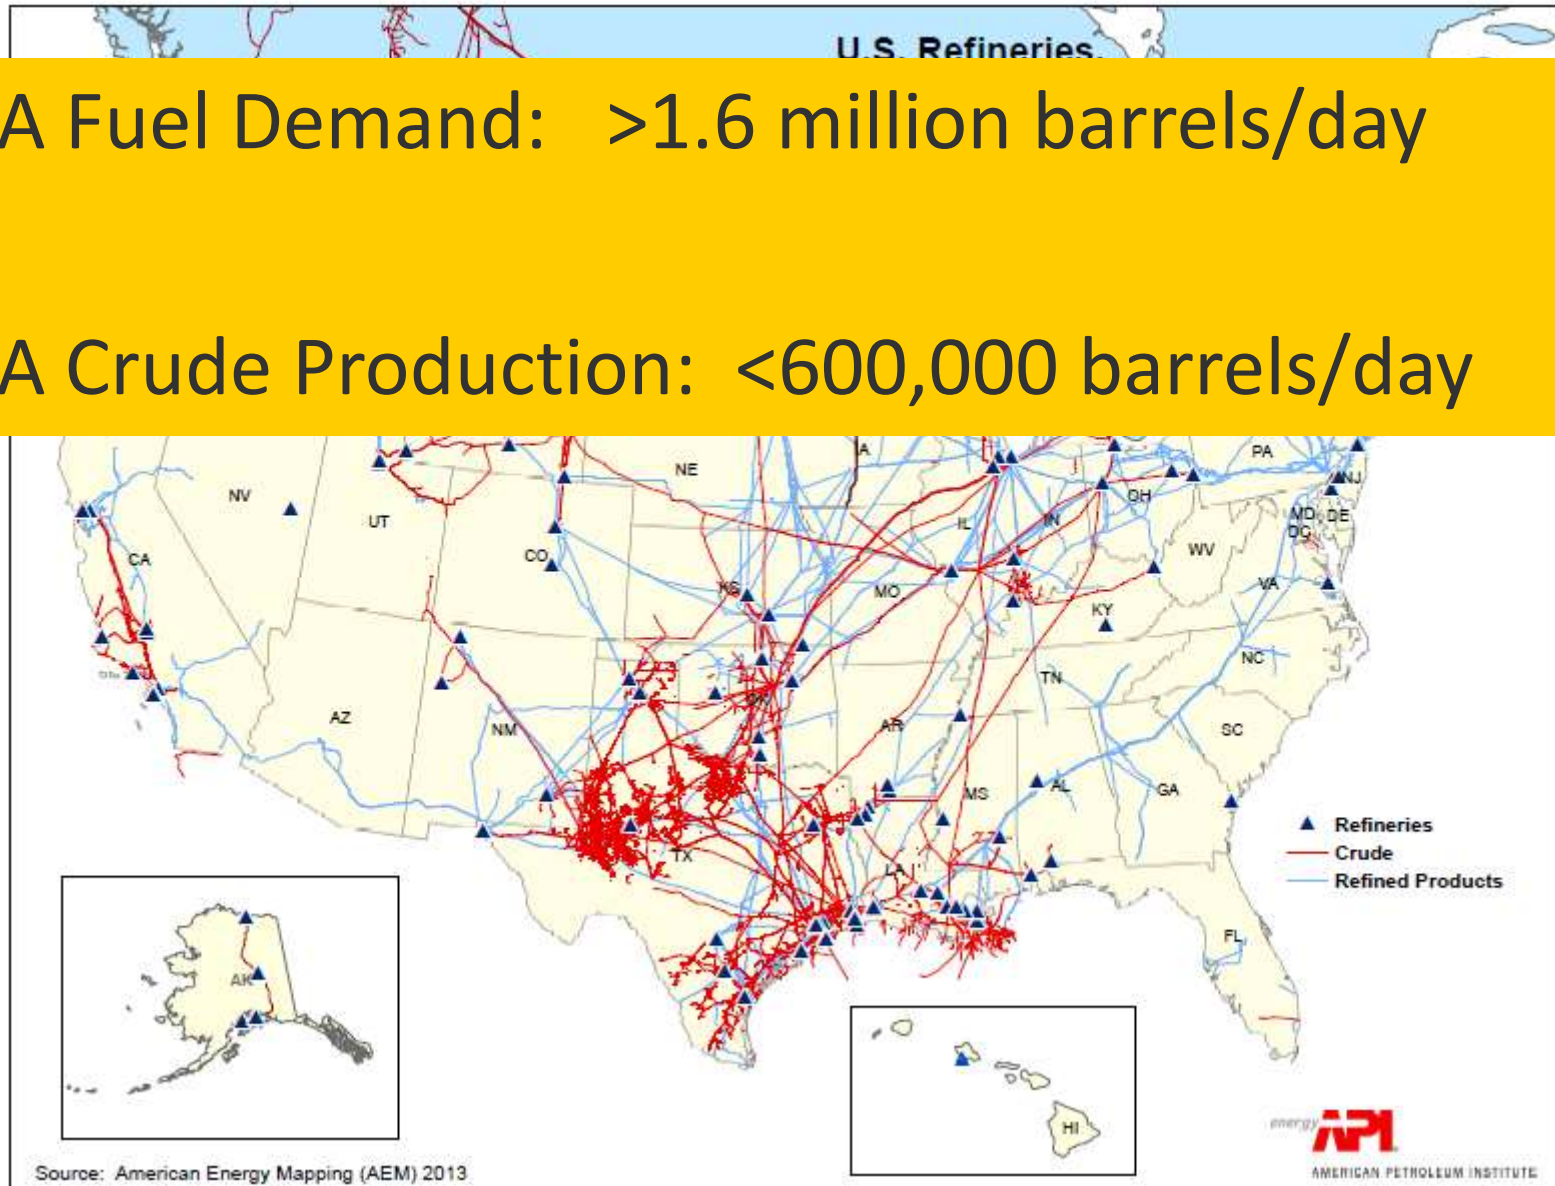 U.S. Refineries,
A Fuel Demand: >1.6 million barrels/day
A Crude Production: <600,000 barrels/day
NE
IA
PA
NJ
NV
UT
OH
IL
IN
MD
DE
DC
CA
CO
WV
KS
MO
VA
KY
NC
TN
AZ
NM
OK
AR
SC
MS
AL
GA
TX
LA
FL
Refineries
Crude
Refined Products
AK
HI
energy API
AMERICAN PETROLEUM INSTITUTE
Source: American Energy Mapping (AEM) 2013